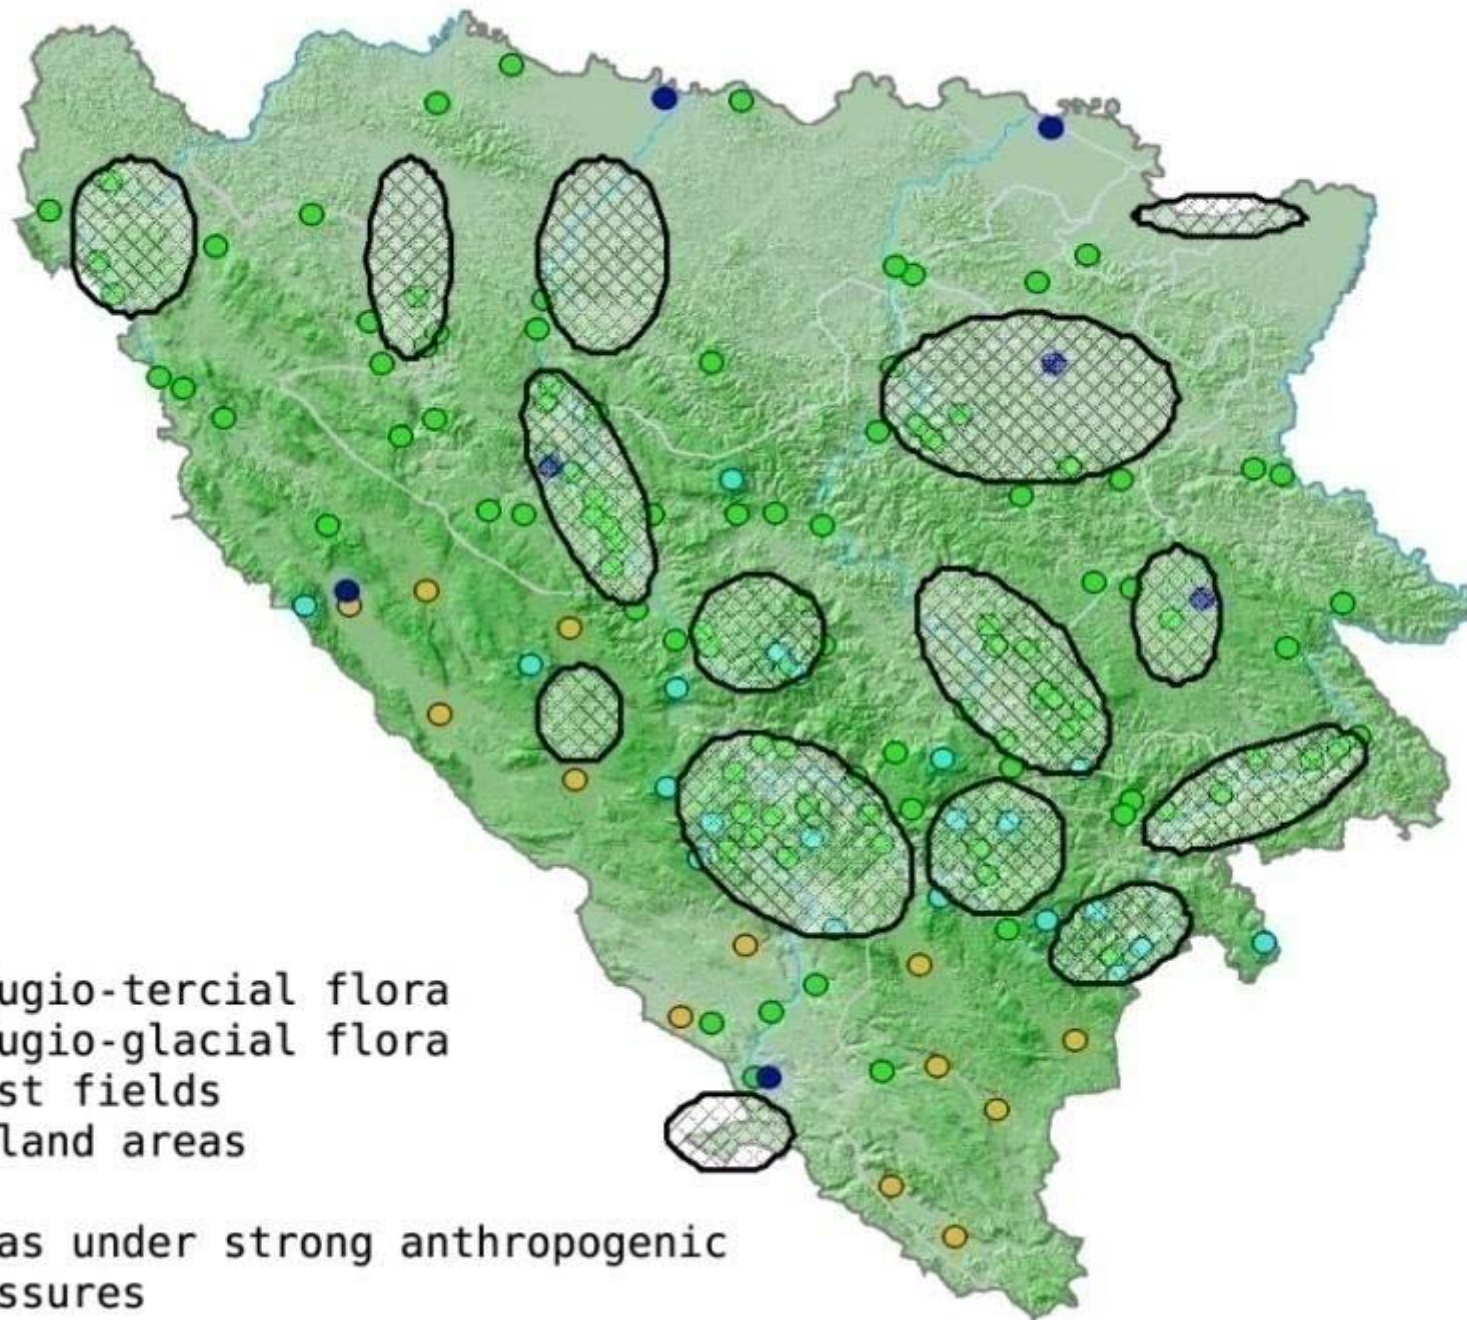 ugio-tercial flora
ugio-glacial flora
st fields
land areas
as under strong anthropogenic
ssures